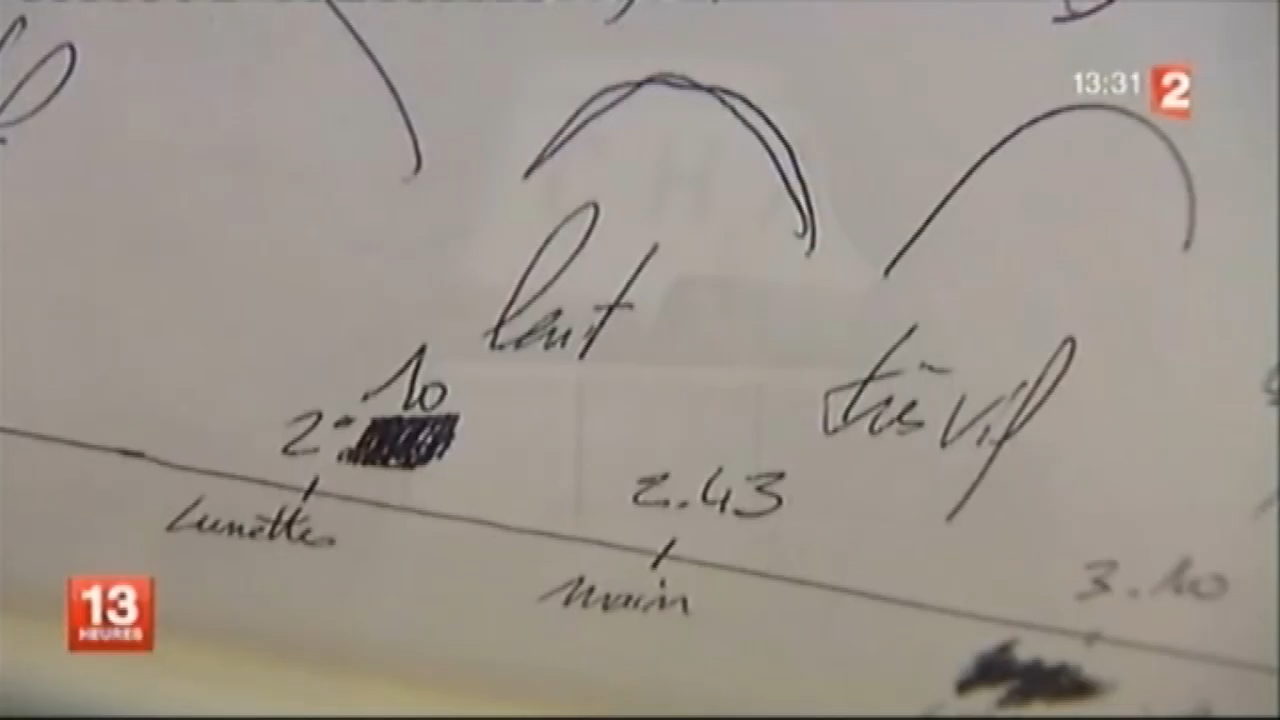 13:31 2
lent
très vif
10
2
2.43
Lunettes
3.10
main
13
HEURES